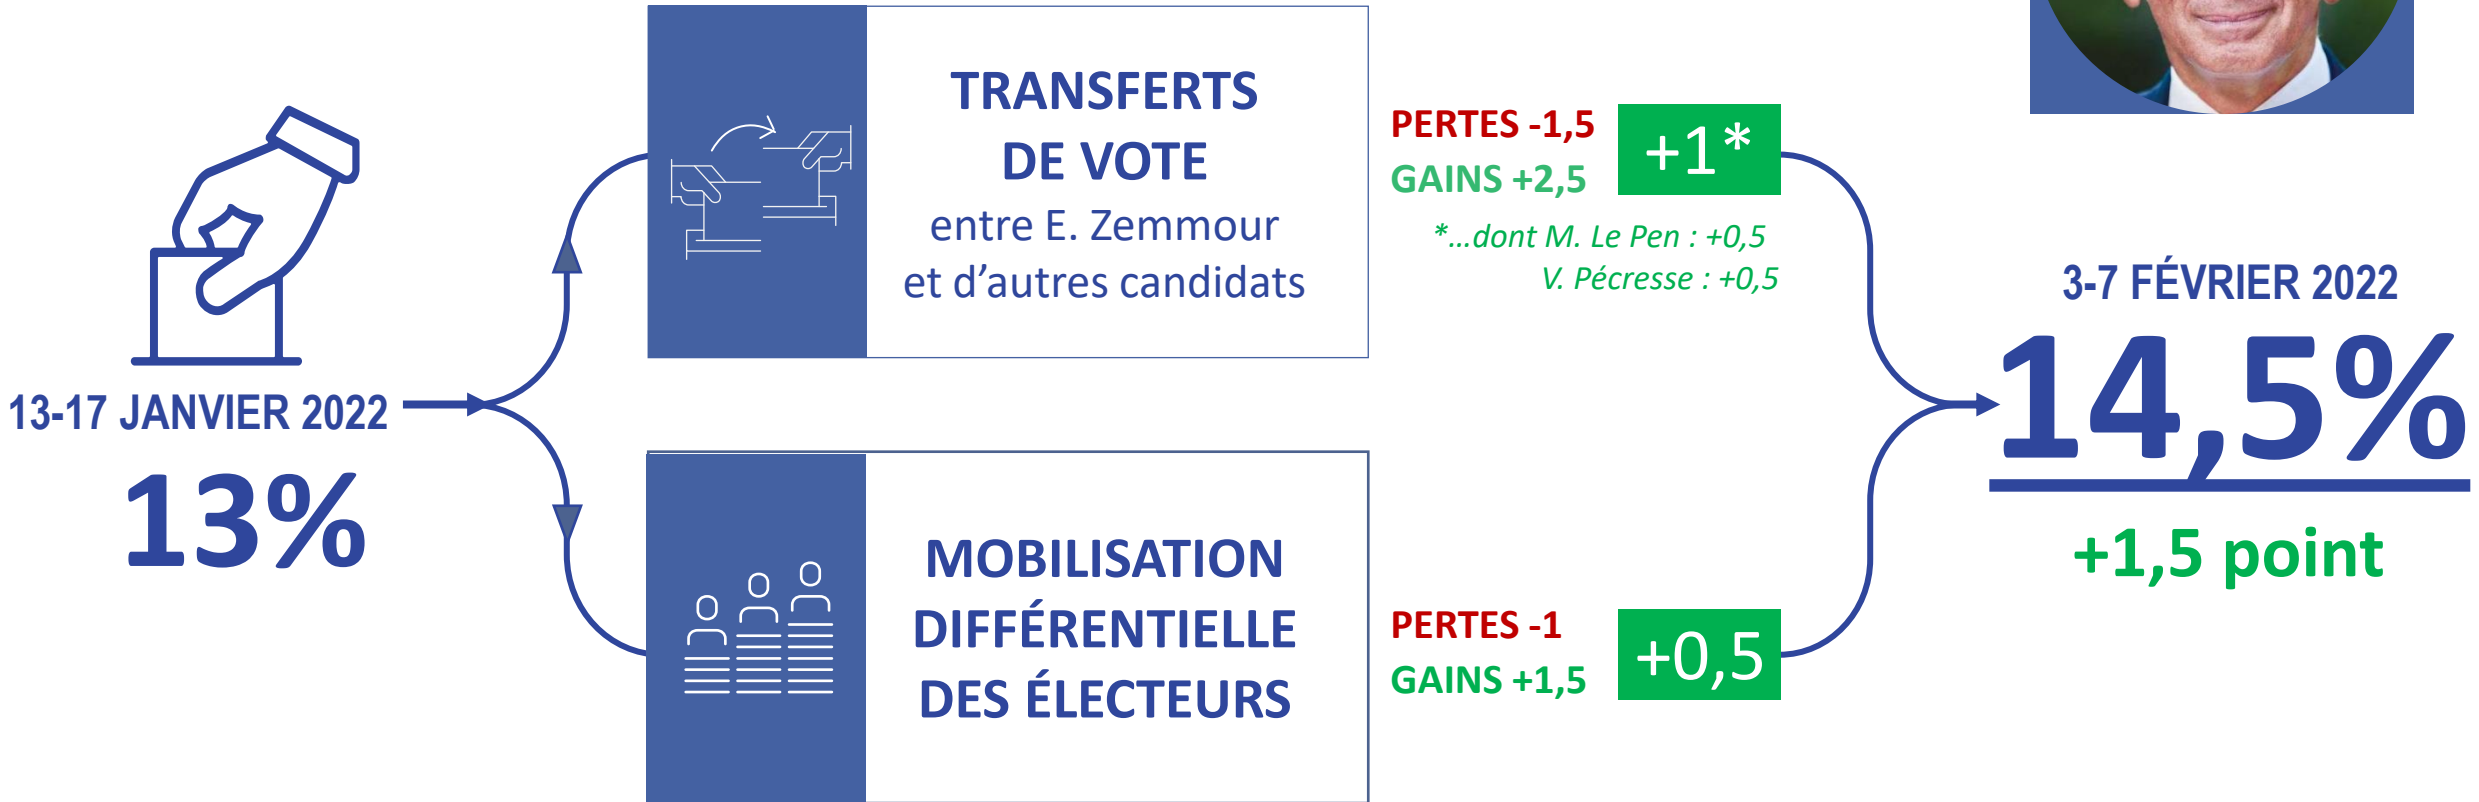 13-17 JANVIER 2022
13%
TRANSFERTS
DE VOTE
entre E. Zemmour
et d'autres candidats
PERTES -1,5
GAINS +2,5
+1*
*...dont M. Le Pen : +0,5
V. Pécresse : +0,5
MOBILISATION
DIFFÉRENTIELLE
DES ÉLECTEURS
PERTES -1
GAINS +1,5
+0,5
3-7 FÉVRIER 2022
14,5%
+1,5 point